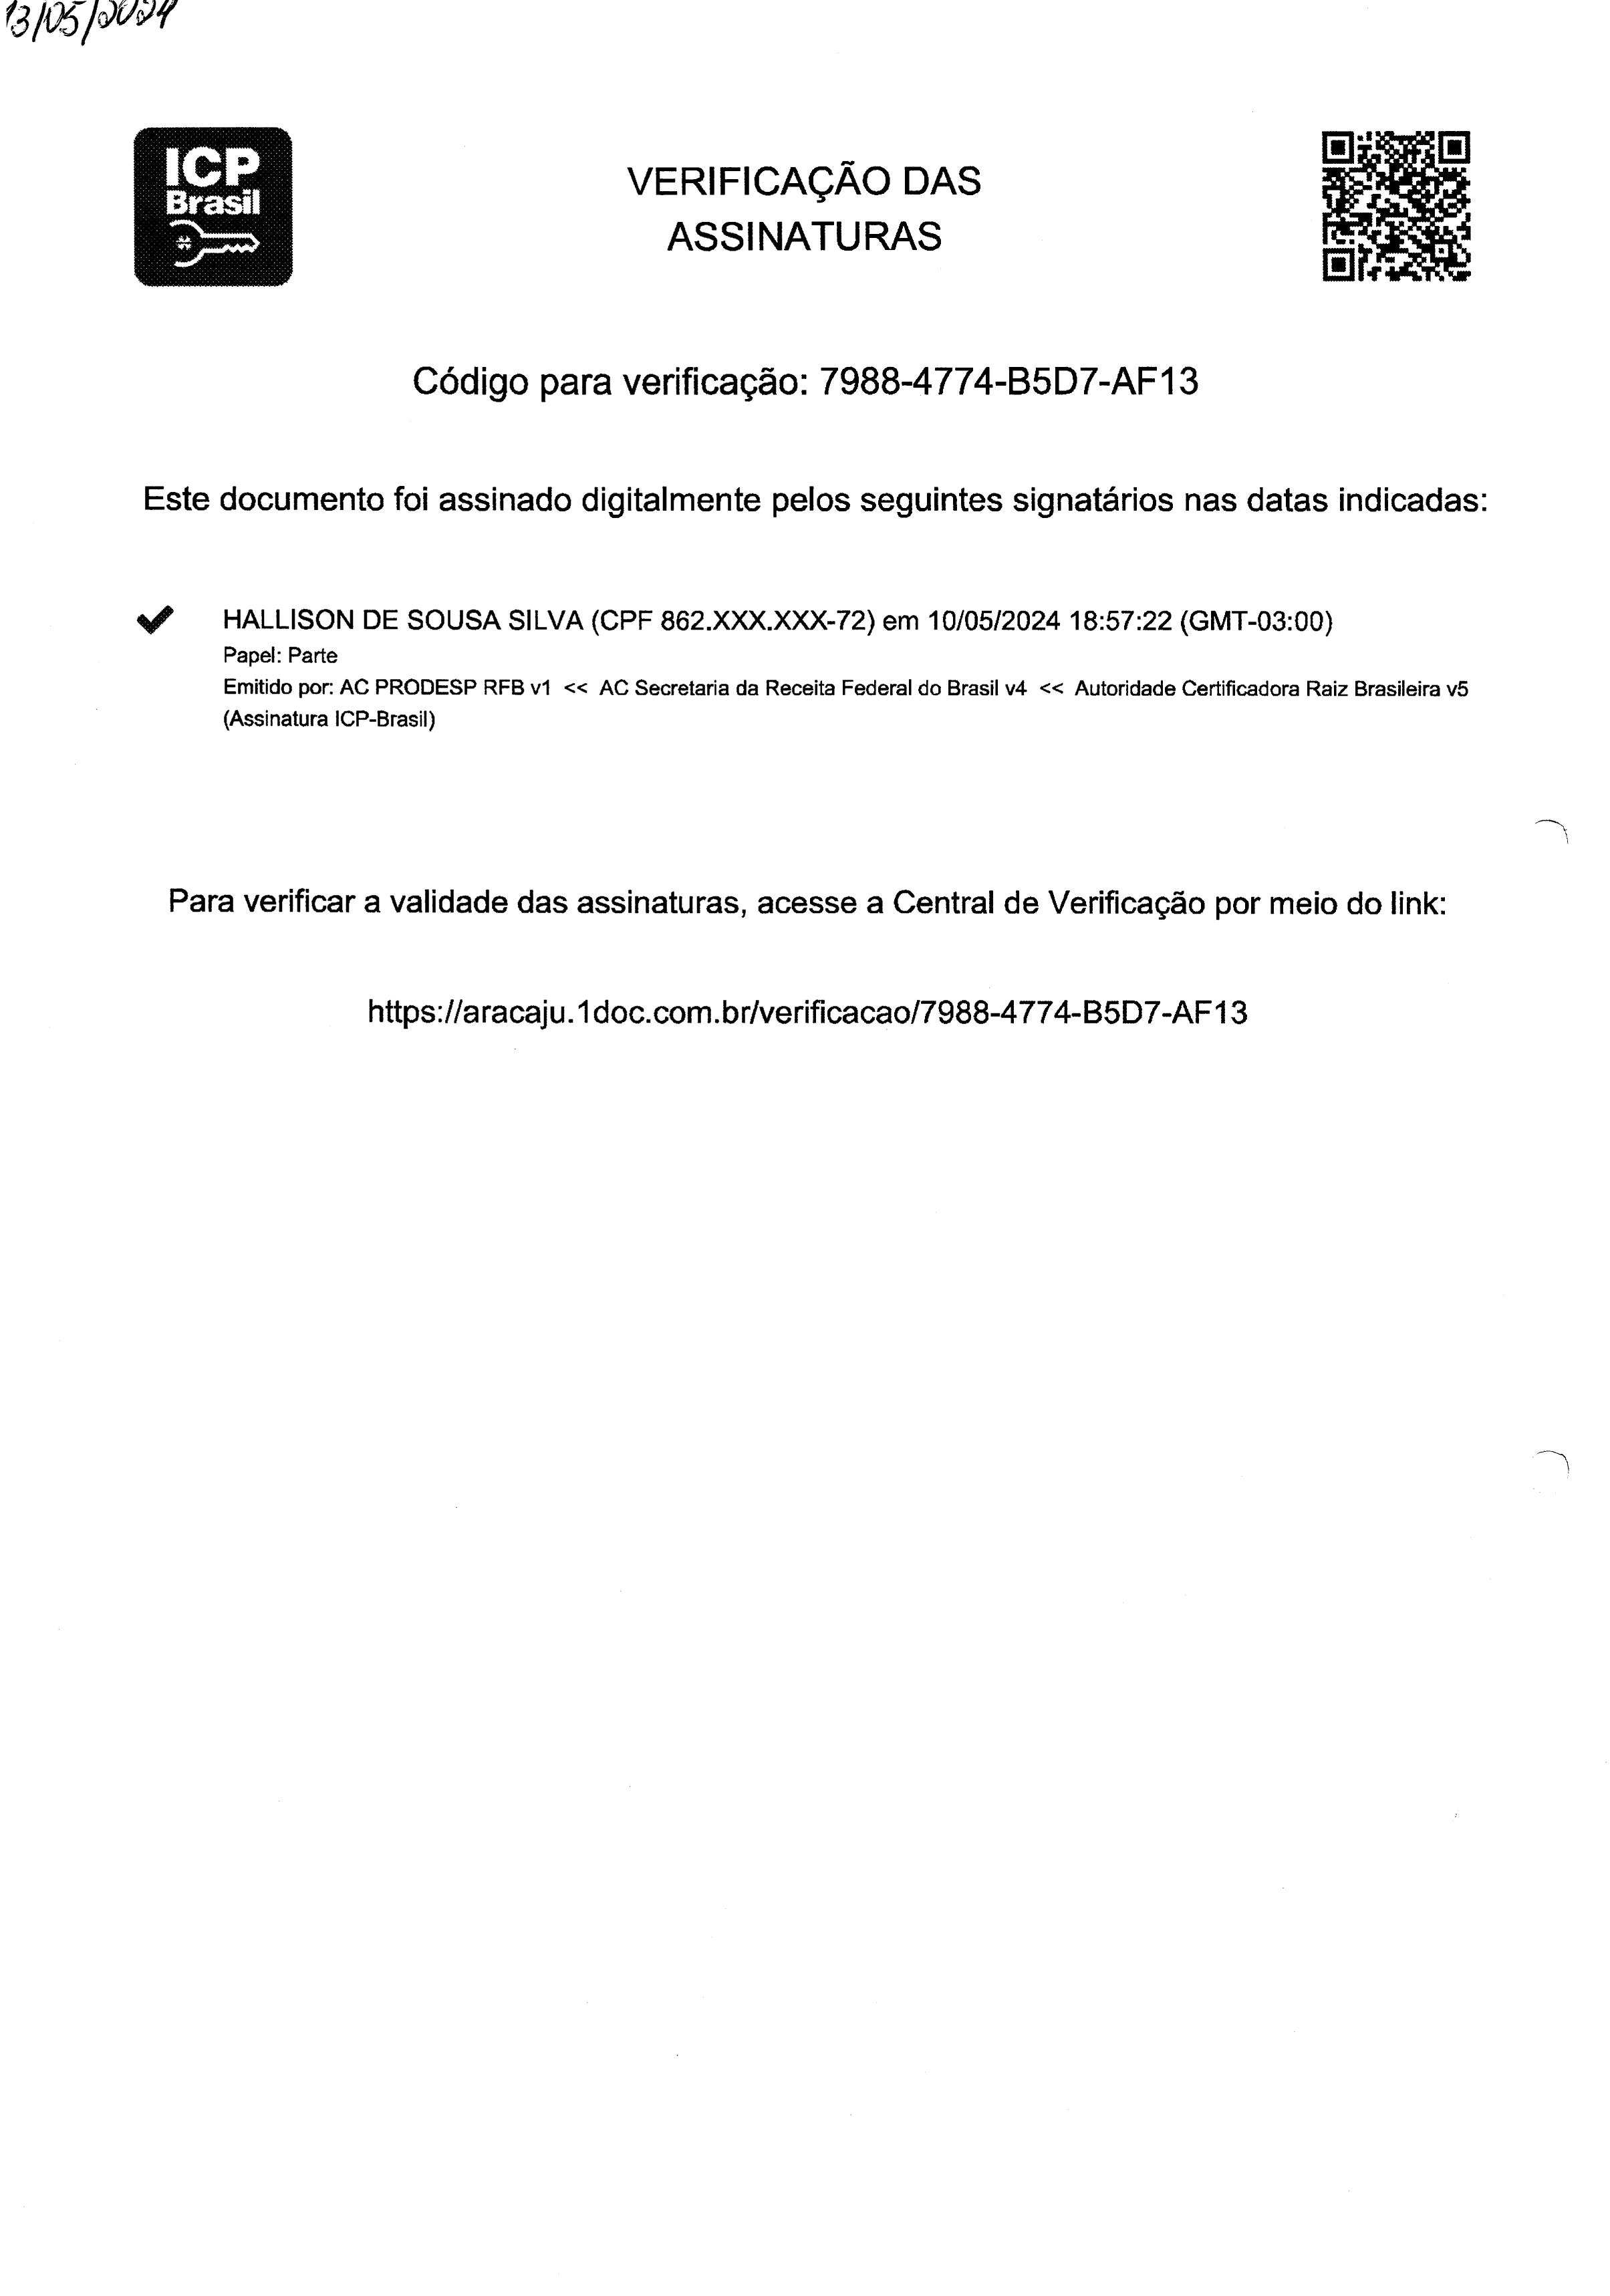 13/05/2024
ICP
Brasil
VERIFICAÇÃO DAS
ASSINATURAS
Código para verificação: 7988-4774-B5D7-AF13
Este documento foi assinado digitalmente pelos seguintes signatários nas datas indicadas:
HALLISON DE SOUSA SILVA (CPF 862.XXX.XXX-72) em 10/05/2024 18:57:22 (GMT-03:00)
Papel: Parte
Emitido por: AC PRODESP RFB v1 << AC Secretaria da Receita Federal do Brasil v4 << Autoridade Certificadora Raiz Brasileira v5
(Assinatura ICP-Brasil)
Para verificar a validade das assinaturas, acesse a Central de Verificação por meio do link:
https://aracaju.1doc.com.br/verificacao/7988-4774-B5D7-AF13